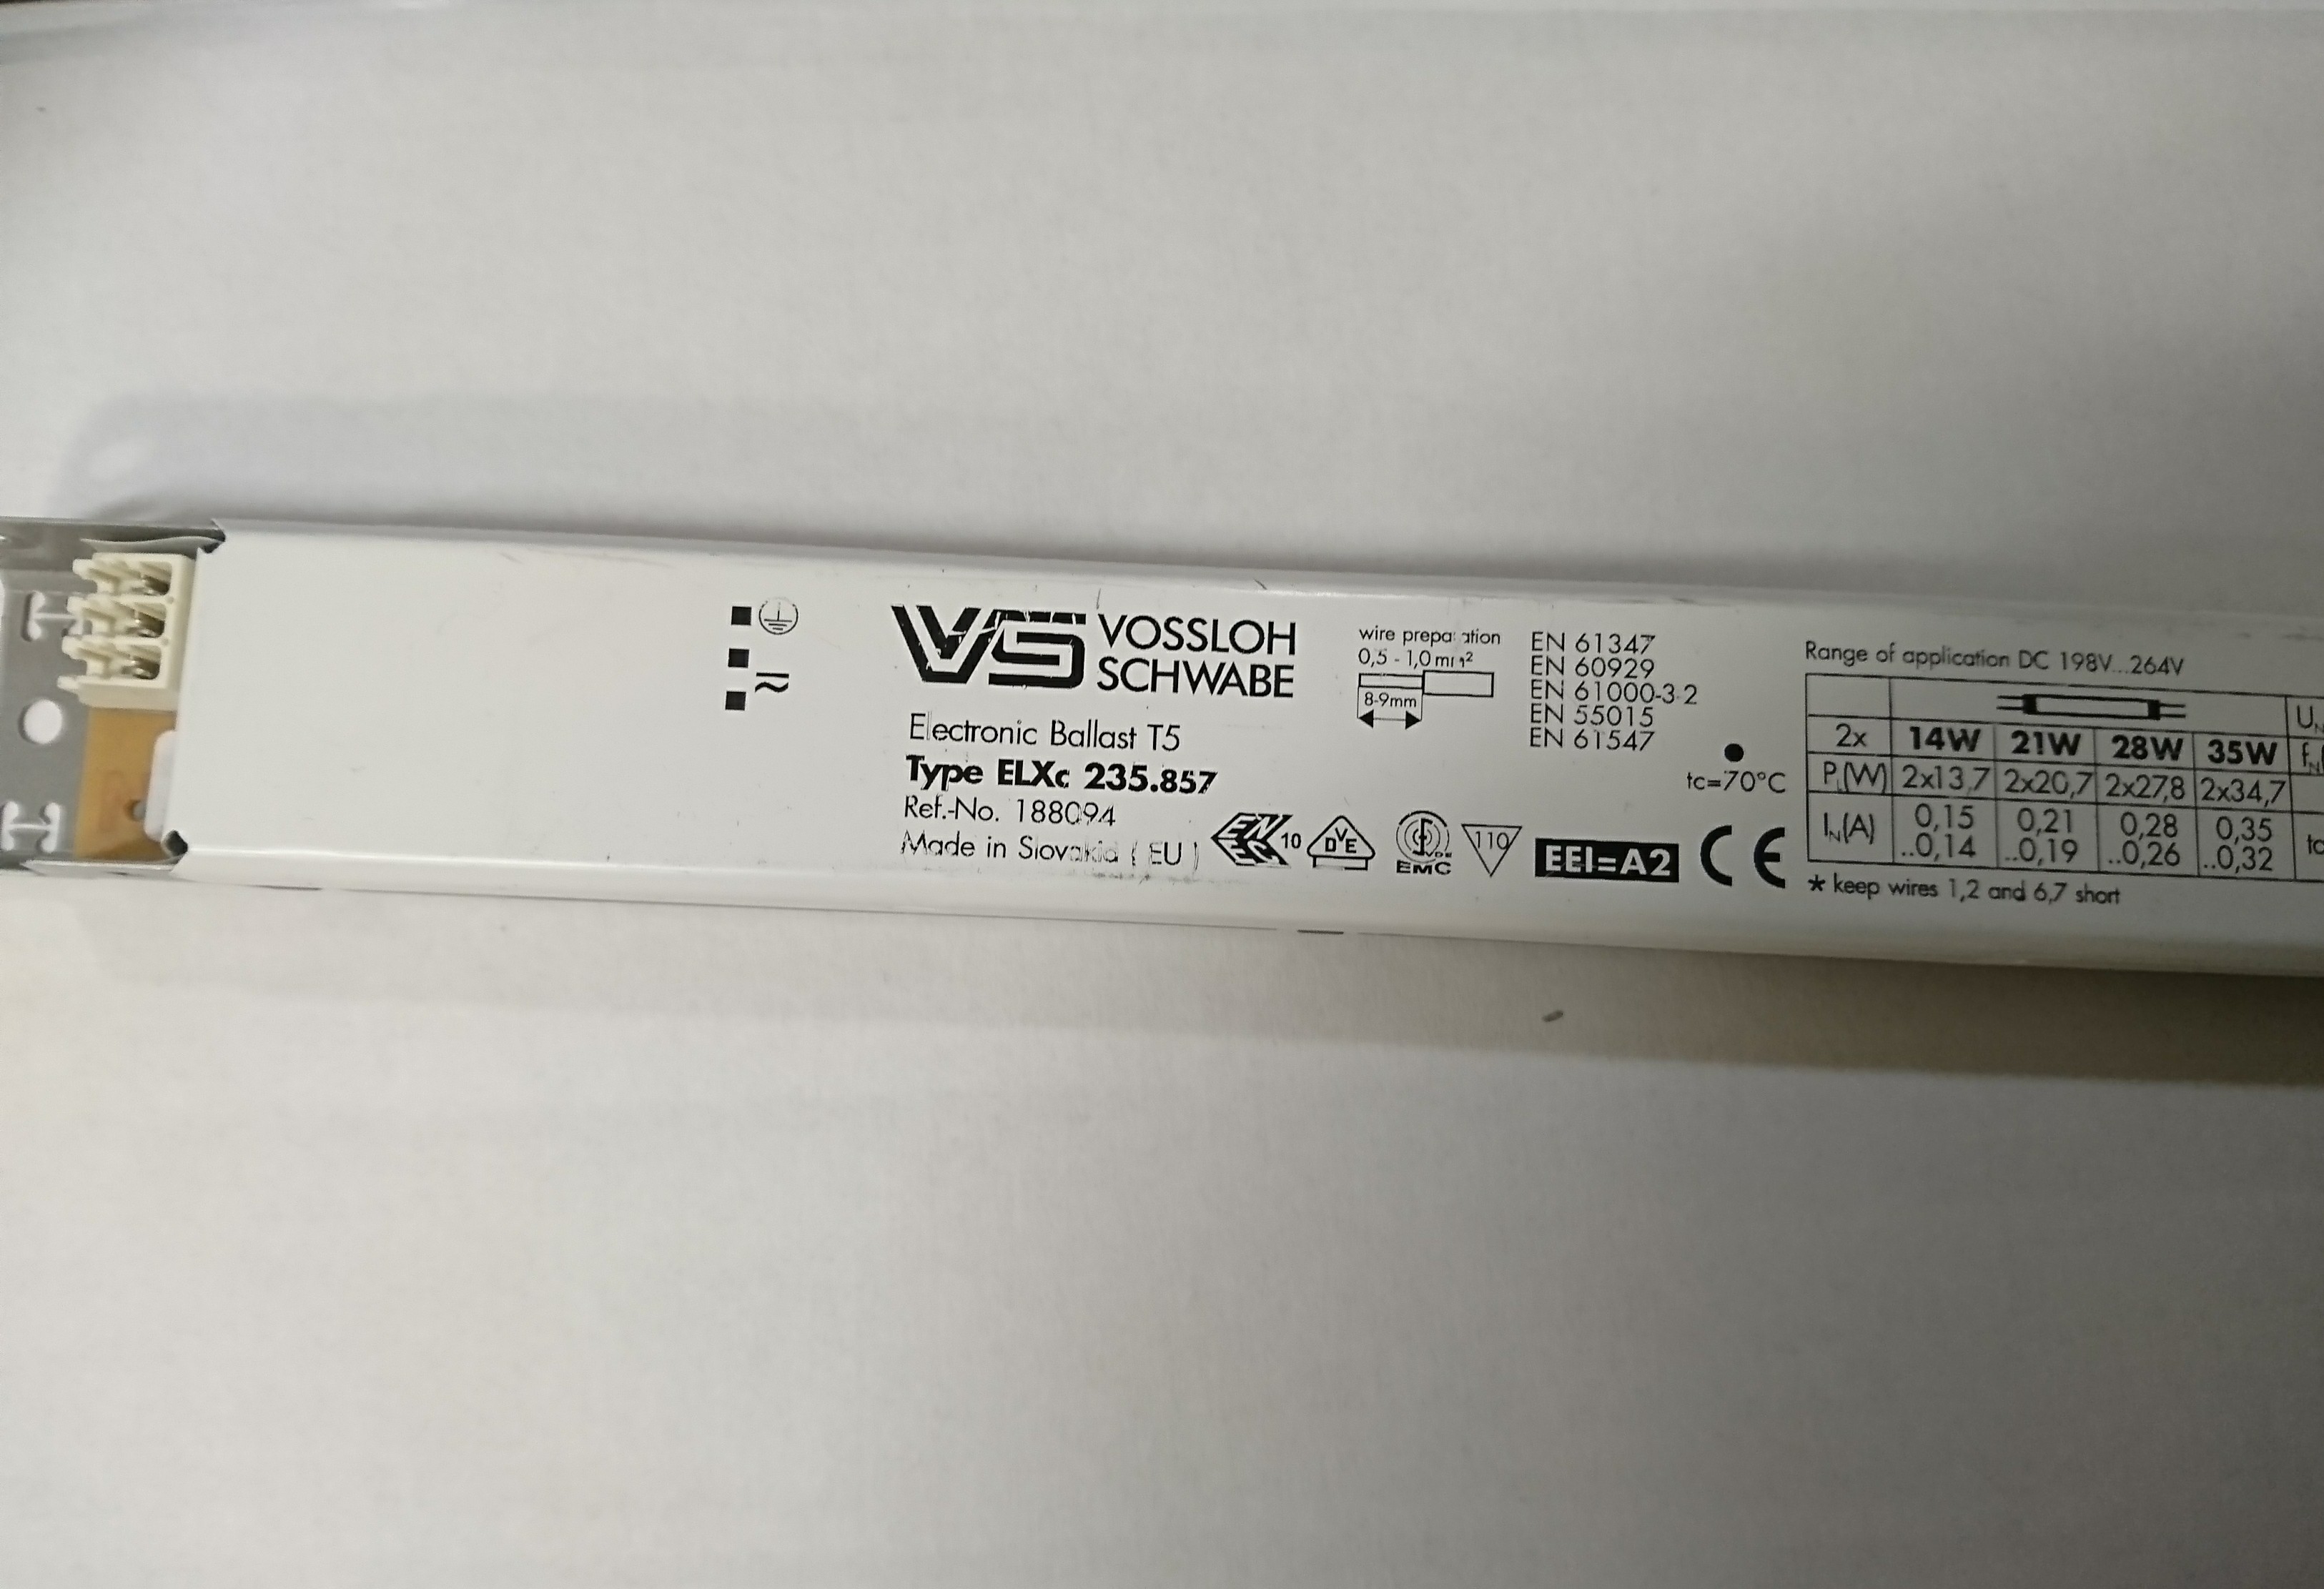 VS VOSSLOH
SCHWABE
Electronic Ballast T5
Type ELXc 235.857
Ref.-No. 188094
Made in Slovakia ( EU )
wire preparation
0,5 - 1,0 mm²
8-9mm
EN 61347
EN 60929
EN 61000-3-2
EN 55015
EN 61547
tc=70°C
ENEC 10
DVE
EMC
110
EEI=A2
CE
Range of application DC 198V...264V
2x 14W 21W 28W 35W
2x13,7 2x20,7 2x27,8 2x34,7
IN(A) 0,15 0,21 0,28 0,35
..0,14 ..0,19 ..0,26 ..0,32
* keep wires 1,2 and 6,7 short